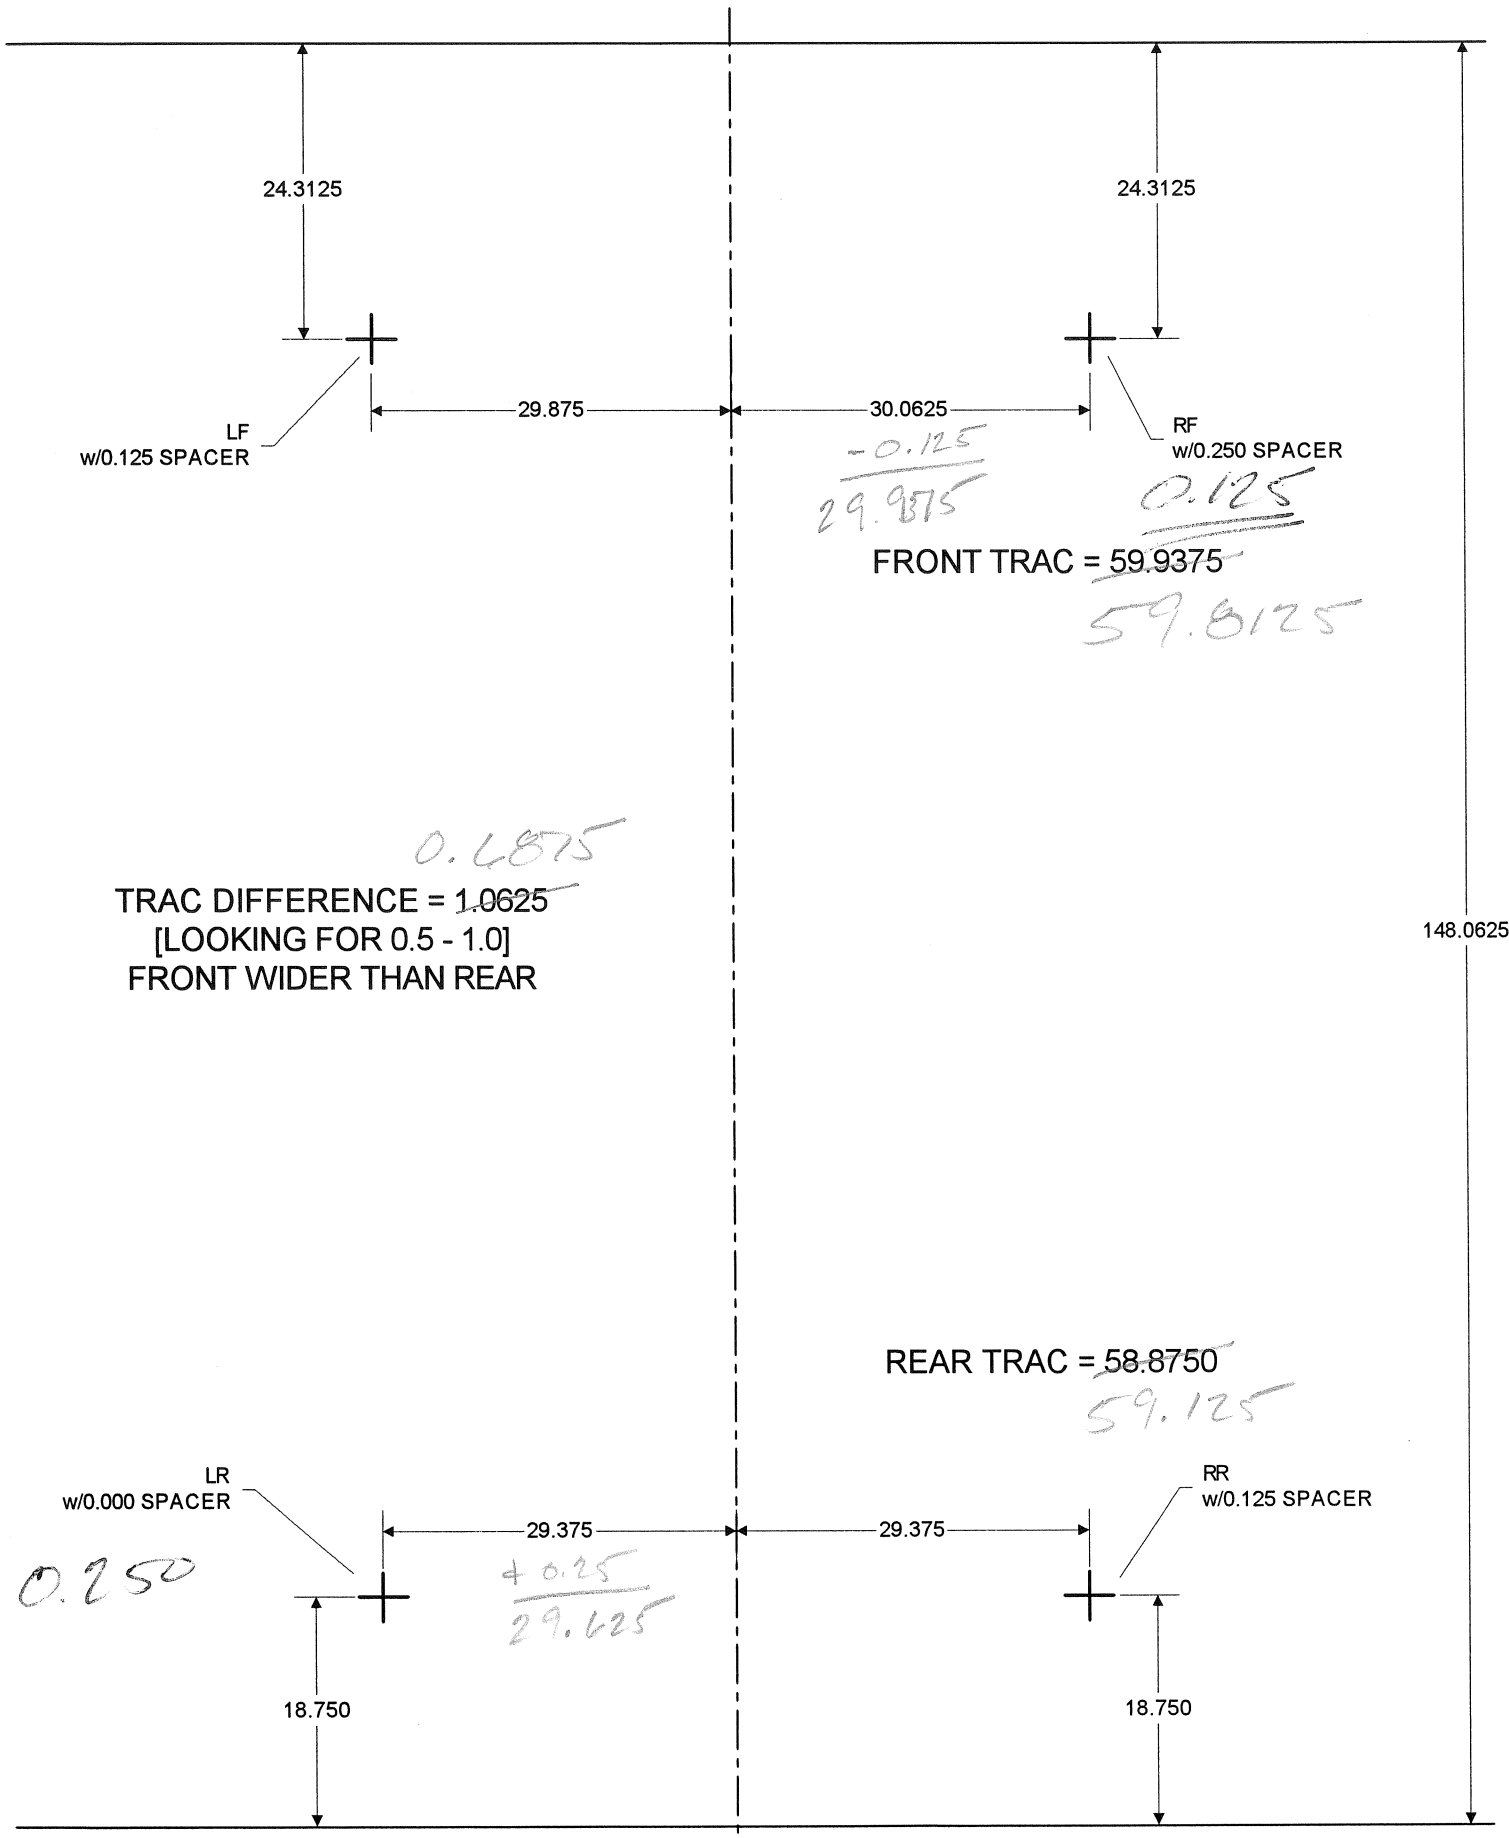 24.3125
24.3125
29.875
30.0625
LF
w/0.125 SPACER
RF
w/0.250 SPACER
-0.125
29.9375
0.125
FRONT TRAC = 59.9375
59.8125
0.6875
TRAC DIFFERENCE = 1.0625
[LOOKING FOR 0.5 - 1.0]
FRONT WIDER THAN REAR
148.0625
REAR TRAC = 58.8750
59.125
LR
w/0.000 SPACER
RR
w/0.125 SPACER
29.375
29.375
0.250
+0.25
29.625
18.750
18.750